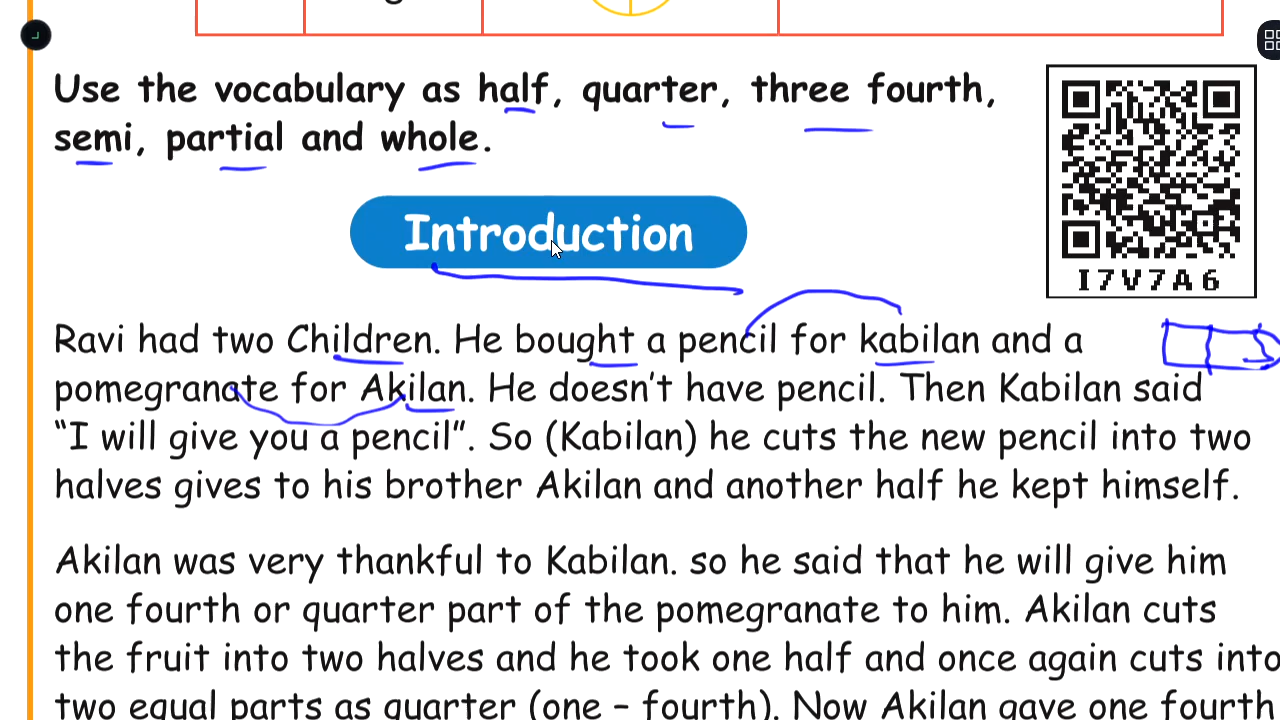 Use the vocabulary as half, quarter, three fourth,
semi, partial and whole.
Introduction
I7V7A6
Ravi had two Children. He bought a pencil for kabilan and a
pomegranate for Akilan. He doesn't have pencil. Then Kabilan said
“I will give you a pencil”. So (Kabilan) he cuts the new pencil into two
halves gives to his brother Akilan and another half he kept himself.
Akilan was very thankful to Kabilan. so he said that he will give him
one fourth or quarter part of the pomegranate to him. Akilan cuts
the fruit into two halves and he took one half and once again cuts into
two equal parts as quarter (one – fourth). Now Akilan gave one fourth